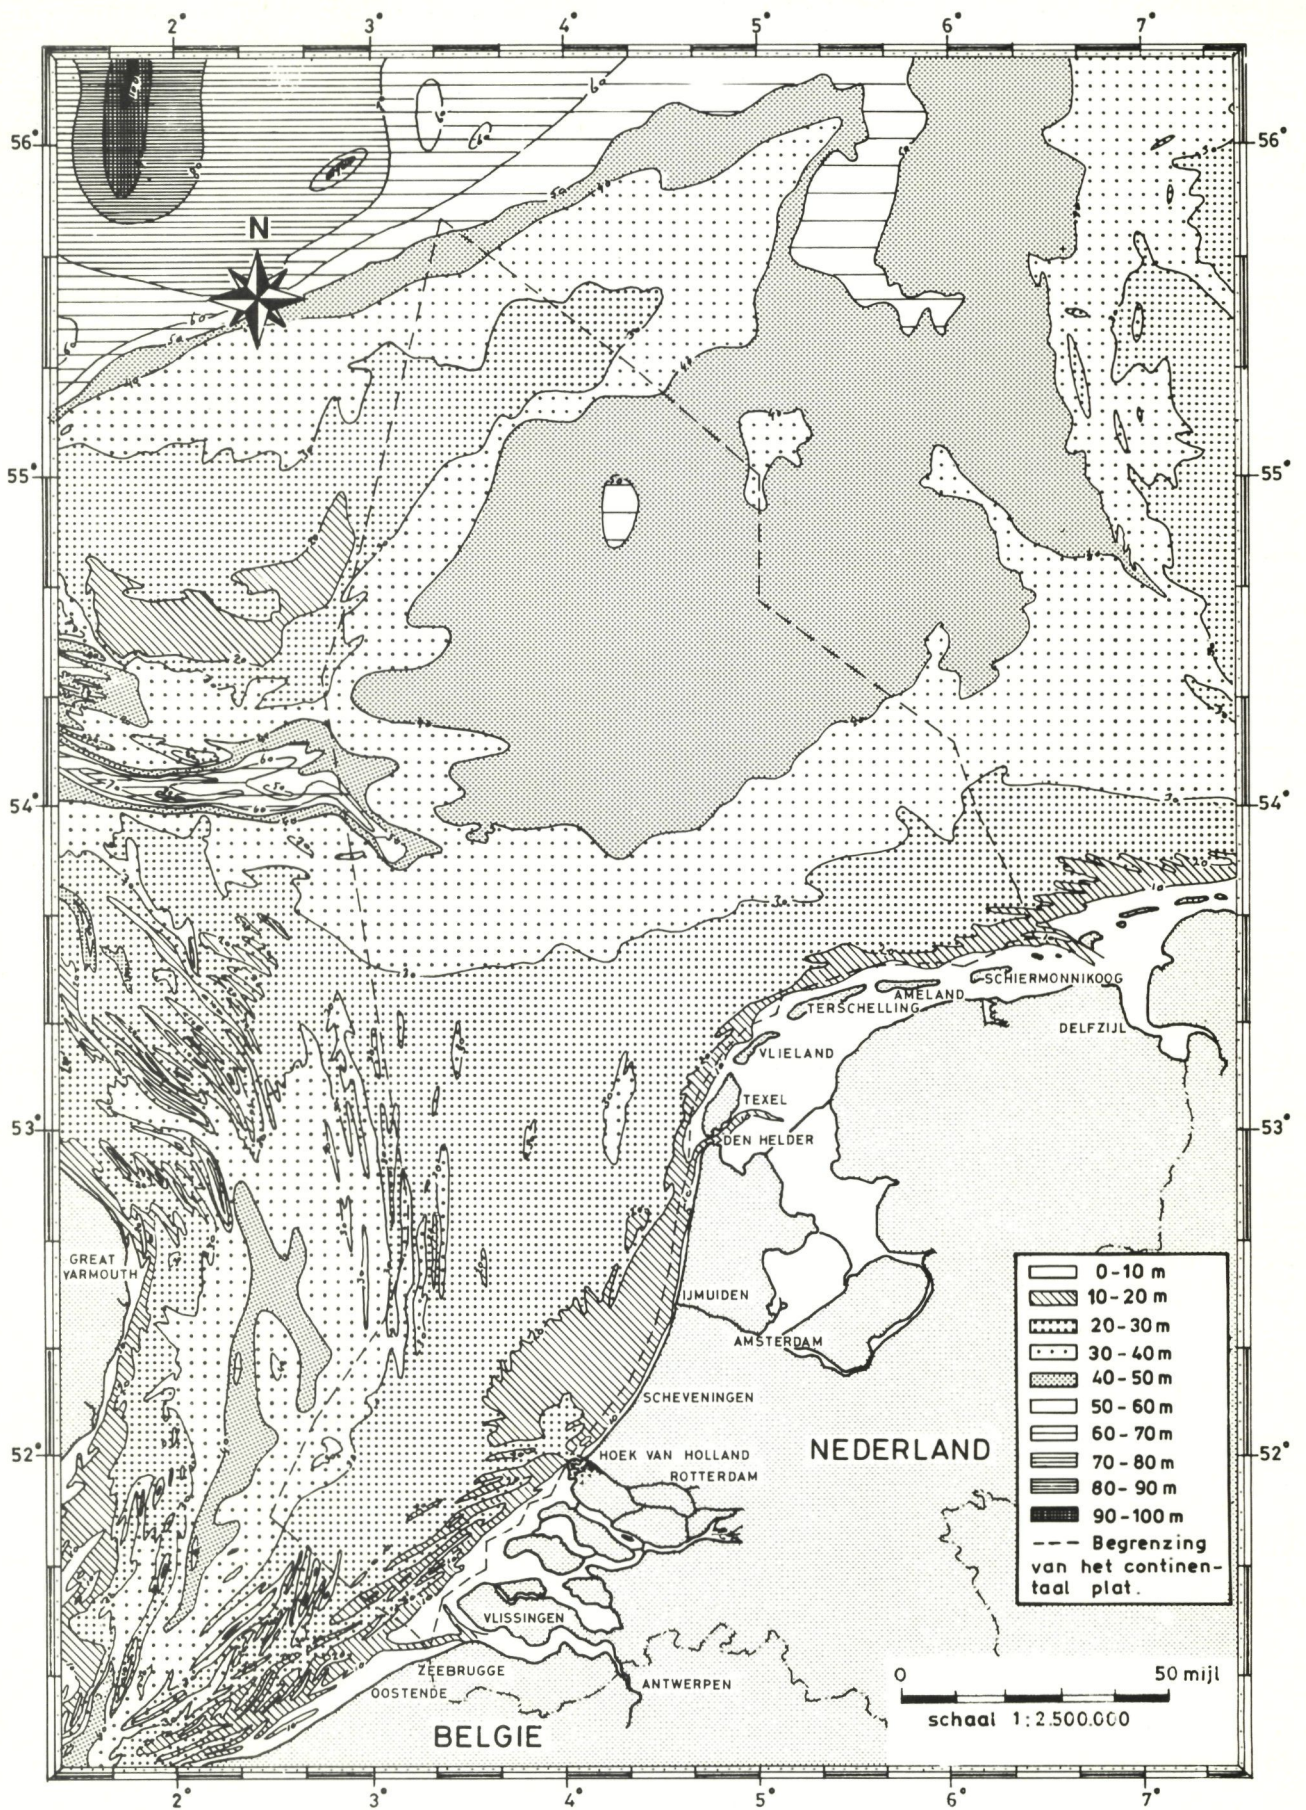 2° 3° 4° 5° 6° 7°
56° 56°
N
55° 55°
54° 54°
SCHIERMONNIKOOG
AMELAND
TERSCHELLING
DELFZIJL
VLIELAND
TEXEL
53° 53°
DEN HELDER
GREAT
YARMOUTH
IJMUIDEN
AMSTERDAM
SCHEVENINGEN
52° 52°
HOEK VAN HOLLAND
NEDERLAND
ROTTERDAM
VLISSINGEN
ZEEBRUGGE
OOSTENDE
ANTWERPEN
BELGIE
0-10 m
10-20 m
20-30 m
30-40 m
40-50 m
50-60 m
60-70 m
70-80 m
80-90 m
90-100 m
--- Begrenzing
van het continen-
taal plat.
0 50 mijl
schaal 1:2.500.000
2° 3° 4° 5° 6° 7°